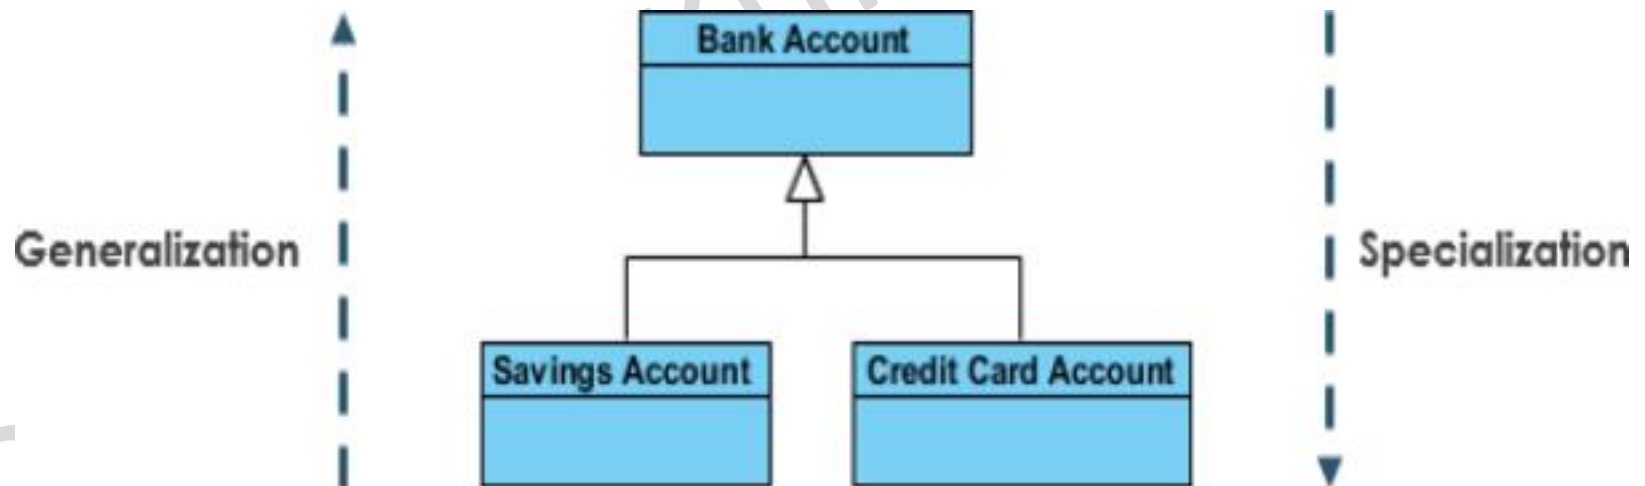 Bank Account
Generalization
Specialization
Savings Account
Credit Card Account